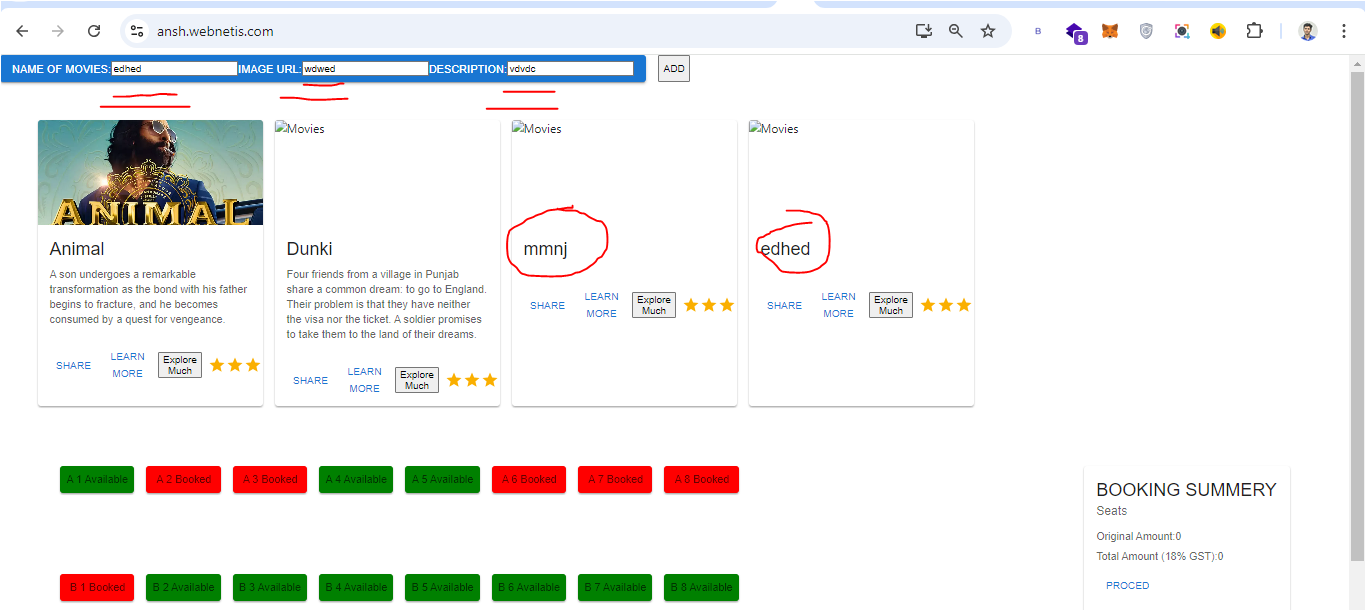 ansh.webnetis.com
B
8
NAME OF MOVIES: edhed IMAGE URL: wdwed DESCRIPTION: vdvdc ADD
ANIMAL
Movies
Movies
Movies
Animal
A son undergoes a remarkable
transformation as the bond with his father
begins to fracture, and he becomes
consumed by a quest for vengeance.
SHARE
LEARN
MORE
Explore
Much
Dunki
Four friends from a village in Punjab
share a common dream: to go to England.
Their problem is that they have neither
the visa nor the ticket. A soldier promises
to take them to the land of their dreams.
SHARE
LEARN
MORE
Explore
Much
mmnj
SHARE
LEARN
MORE
Explore
Much
edhed
SHARE
LEARN
MORE
Explore
Much
A 1 Available A 2 Booked A 3 Booked A 4 Available A 5 Available A 6 Booked A 7 Booked A 8 Booked
B 1 Booked B 2 Available B 3 Available B 4 Available B 5 Available B 6 Available B 7 Available B 8 Available
BOOKING SUMMERY
Seats
Original Amount:0
Total Amount (18% GST):0
PROCED